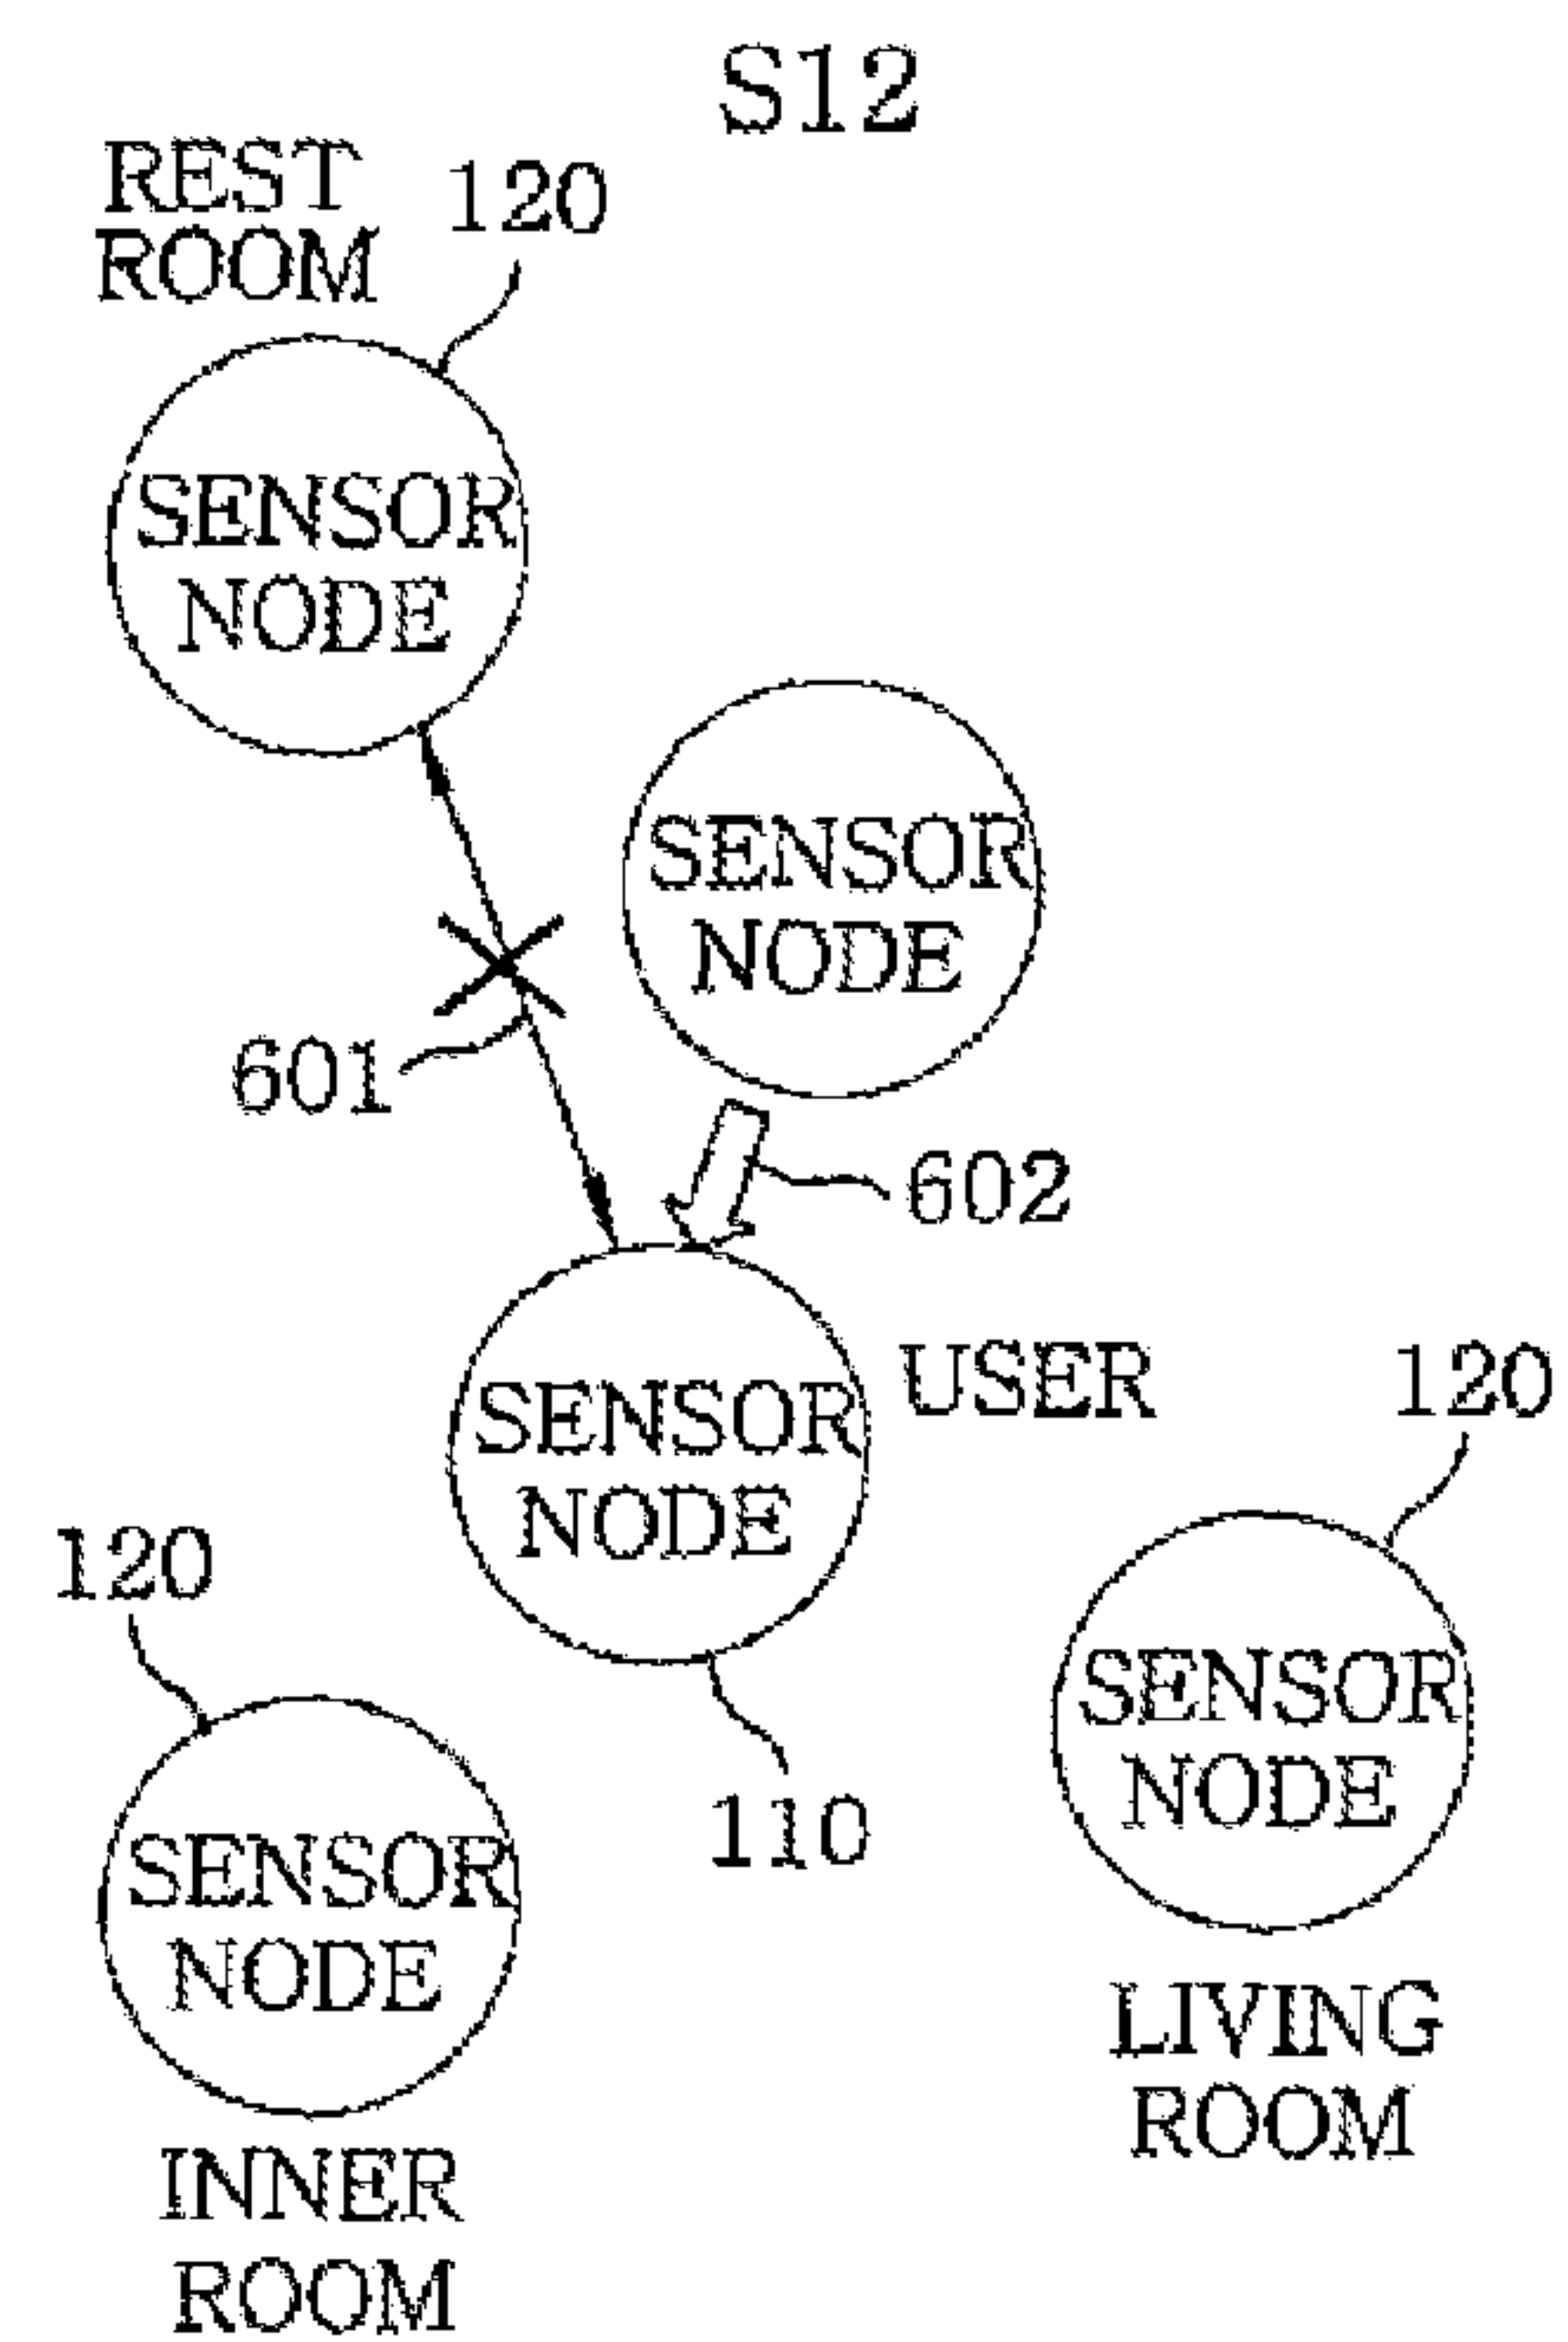 S12
REST
ROOM
120
SENSOR
NODE
SENSOR
NODE
601
602
USER
120
SENSOR
NODE
120
SENSOR
NODE
110
SENSOR
NODE
LIVING
ROOM
INNER
ROOM